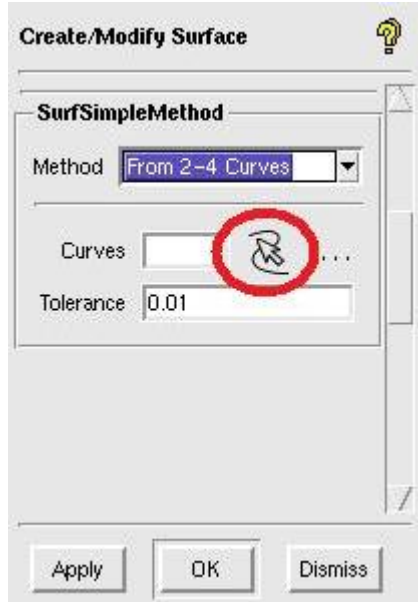 Create/Modify Surface
SurfSimpleMethod
Method From 2-4 Curves
Curves ...
Tolerance 0.01
Apply OK Dismiss